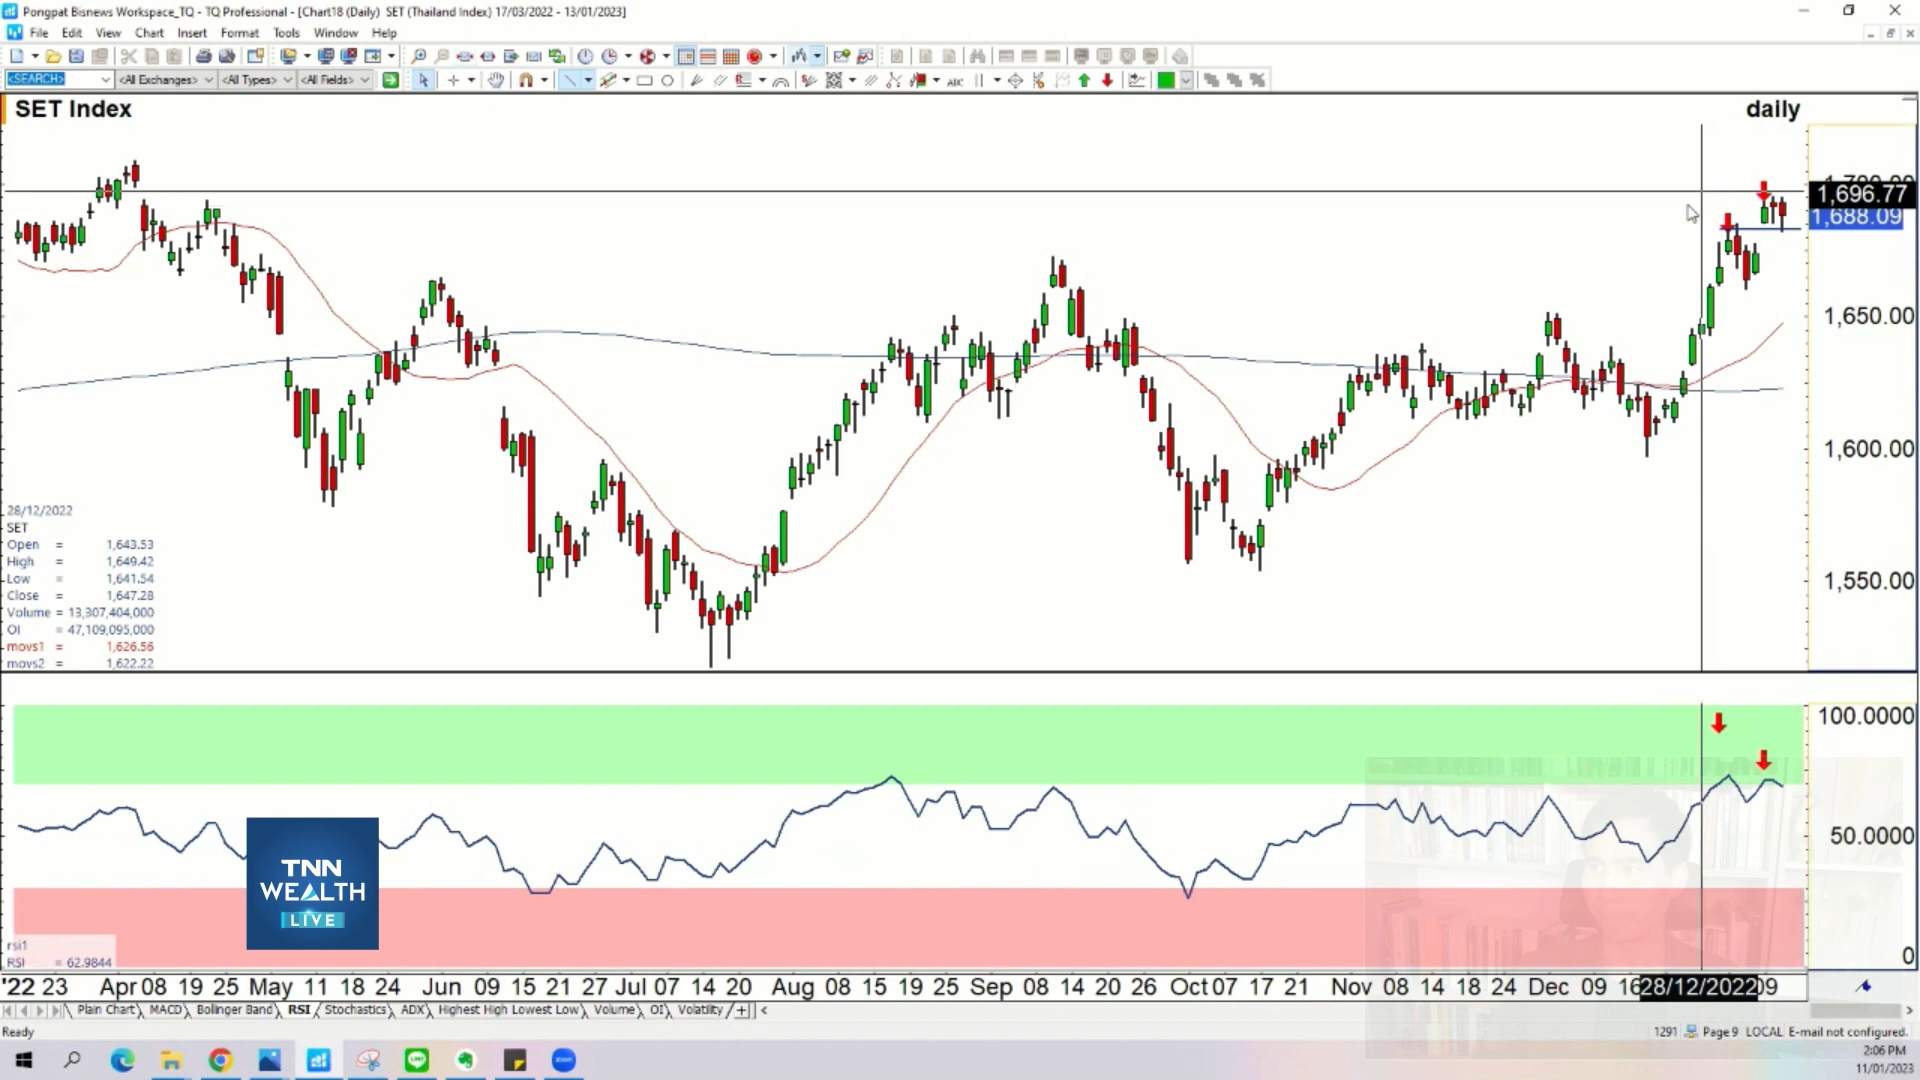 Pongpat Bisnews Workspace_TQ - TQ Professional - [Chart18 (Daily)  SET (Thailand Index) 17/03/2022 - 13/01/2023]
File Edit View Chart Insert Format Tools Window Help
<SEARCH> <All Exchanges> <All Types> <All Fields> ABC
SET Index daily
1,700.00
1,696.77
1,688.09
1,650.00
1,600.00
1,550.00
28/12/2022
SET
Open = 1,643.53
High = 1,649.42
Low = 1,641.54
Close = 1,647.28
Volume = 13,307,404,000
OI = 47,109,095,000
movs1 = 1,626.56
movs2 = 1,622.22
100.0000
50.0000
0
TNN
WEALTH
LIVE
rsi1
RSI = 62.9844
'22 23 Apr 08 19 25 May 11 18 24 Jun 09 15 21 27 Jul 07 14 20 Aug 08 15 19 25 Sep 08 14 20 26 Oct 07 17 21 Nov 08 14 18 24 Dec 09 16 28/12/2022 09
Plain Chart MACD Bolinger Band RSI Stochastics ADX Highest High Lowest Low Volume OI Volatility + <
Ready 1291 Page 9 LOCAL E-mail not configured.
LINE zoom
2:06 PM
11/01/2023